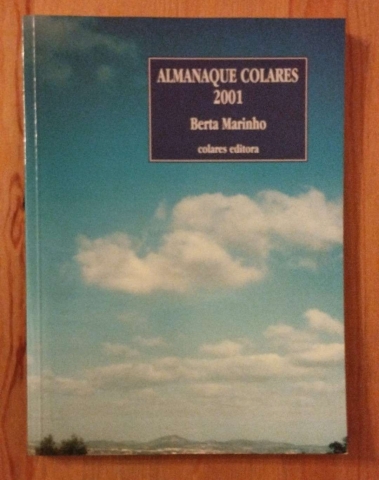 ALMANAQUE COLARES
2001
Berta Marinho
colares editora